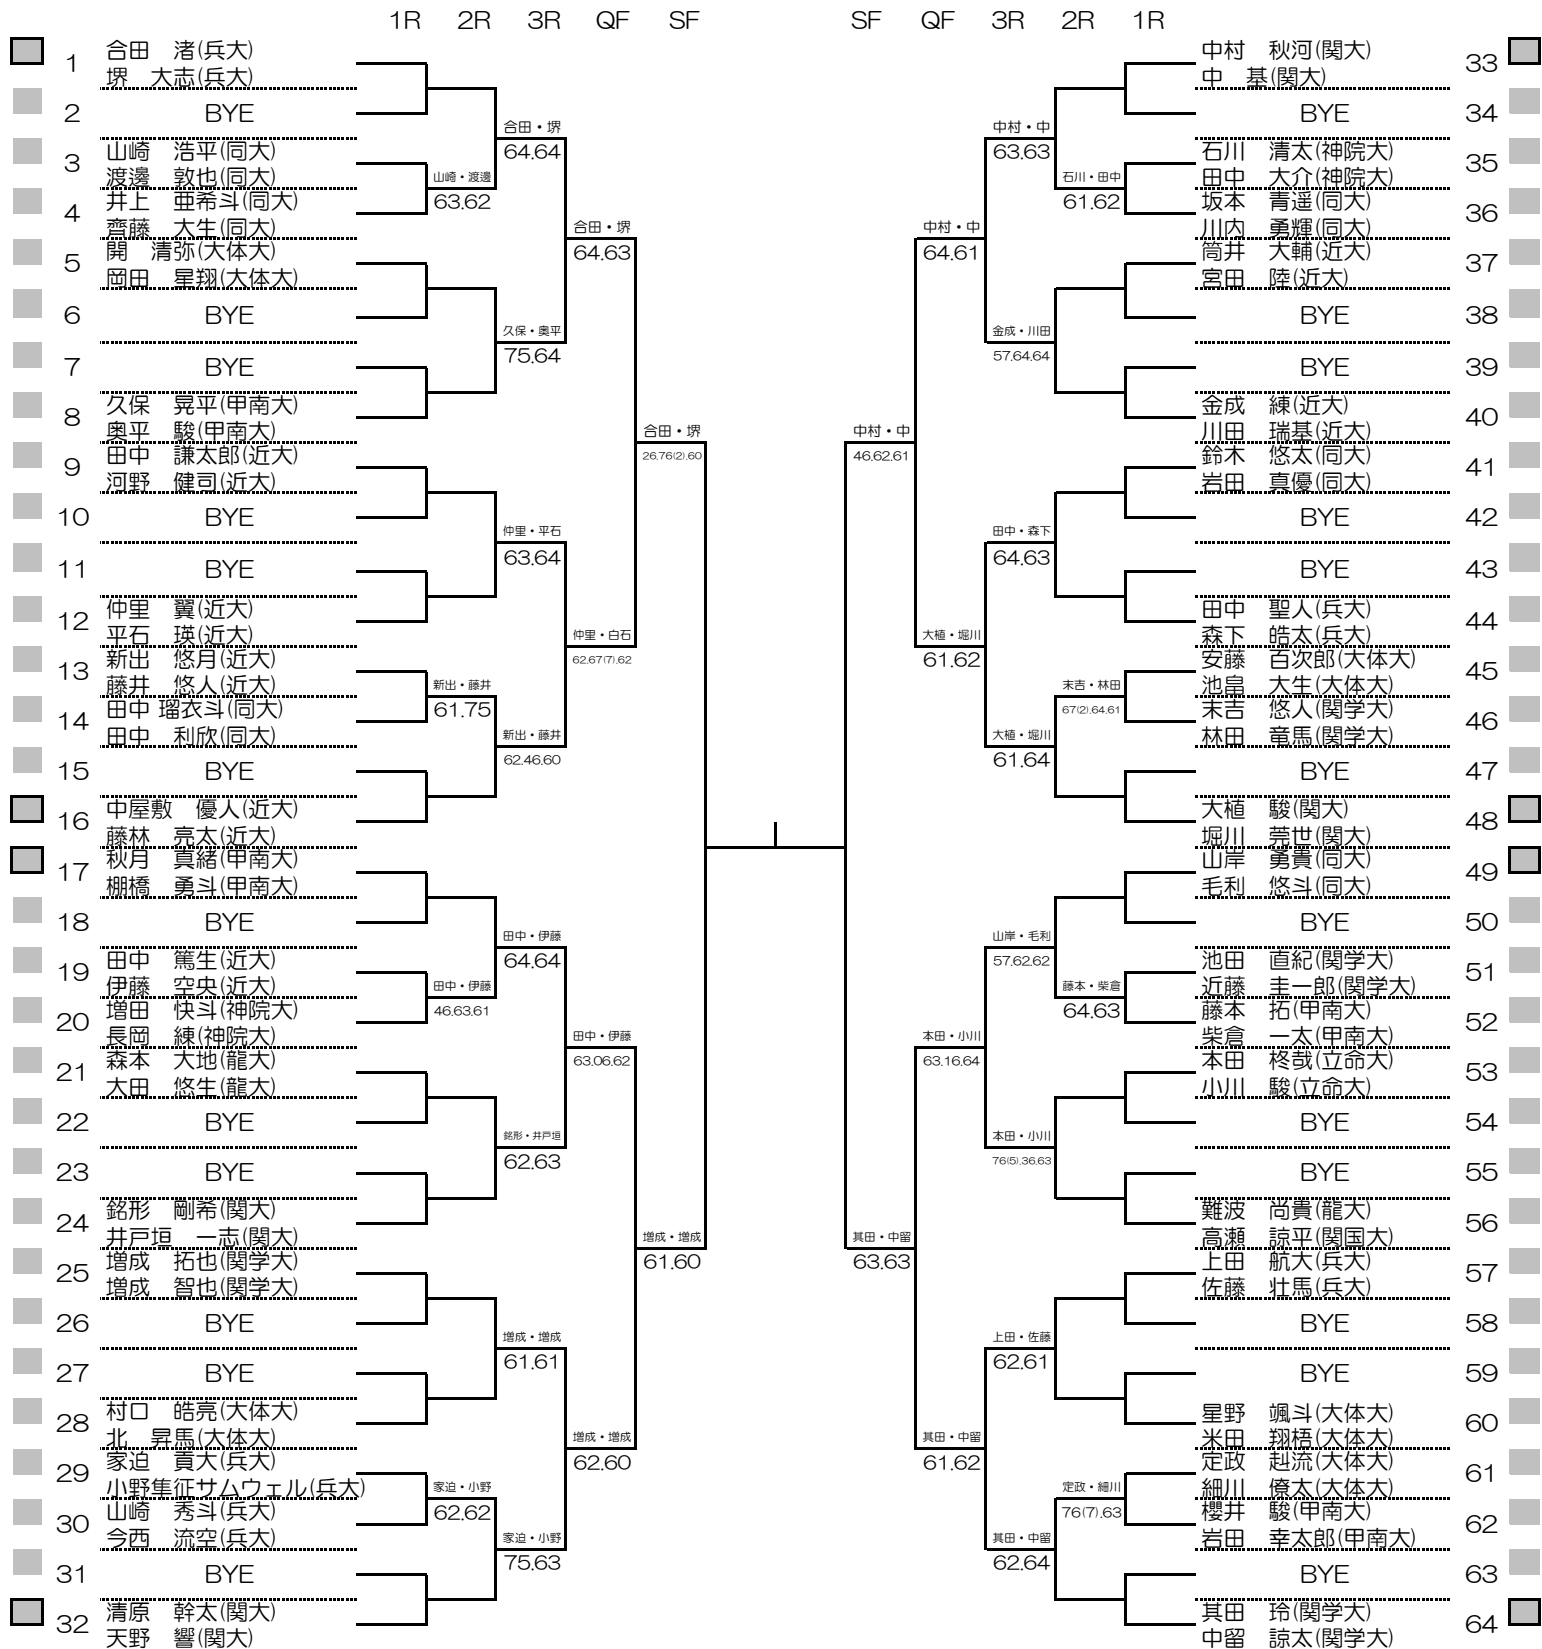 1R 2R 3R QF SF
SF QF 3R 2R 1R
1 合田 渚(兵大)
堺 大志(兵大)
2 BYE
3 山崎 浩平(同大)
渡邊 敦也(同大)
4 井上 亜希斗(同大)
齊藤 大生(同大)
5 開 清弥(大体大)
岡田 星翔(大体大)
6 BYE
7 BYE
8 久保 晃平(甲南大)
奥平 駿(甲南大)
9 田中 謙太郎(近大)
河野 健司(近大)
10 BYE
11 BYE
12 仲里 翼(近大)
平石 瑛(近大)
13 新出 悠月(近大)
藤井 悠人(近大)
14 田中 瑠衣斗(同大)
田中 利欣(同大)
15 BYE
16 中屋敷 優人(近大)
藤林 亮太(近大)
17 秋月 真緒(甲南大)
棚橋 勇斗(甲南大)
18 BYE
19 田中 篤生(近大)
伊藤 空央(近大)
20 増田 快斗(神院大)
長岡 練(神院大)
21 森本 大地(龍大)
大田 悠生(龍大)
22 BYE
23 BYE
24 銘形 剛希(関大)
井戸垣 一志(関大)
25 増成 拓也(関学大)
増成 智也(関学大)
26 BYE
27 BYE
28 村口 皓亮(大体大)
北 昇馬(大体大)
29 家迫 貢大(兵大)
小野隼征サムウェル(兵大)
30 山崎 秀斗(兵大)
今西 流空(兵大)
31 BYE
32 清原 幹太(関大)
天野 響(関大)
山崎・渡邊
63.62
新出・藤井
61.75
田中・伊藤
46.63.61
家迫・小野
62.62
合田・堺
64.64
久保・奥平
75.64
仲里・平石
63.64
新出・藤井
62.46.60
田中・伊藤
64.64
銘形・井戸垣
62.63
増成・増成
61.61
家迫・小野
75.63
合田・堺
64.63
仲里・白石
62.67(7).62
田中・伊藤
63.06.62
増成・増成
62.60
合田・堺
26.76(2).60
増成・増成
61.60
中村・中
46.62.61
其田・中留
63.63
中村・中
64.61
大植・堀川
61.62
本田・小川
63.16.64
其田・中留
61.62
中村・中
63.63
金成・川田
57.64.64
田中・森下
64.63
大植・堀川
61.64
山岸・毛利
57.62.62
本田・小川
76(5).36.63
上田・佐藤
62.61
其田・中留
62.64
石川・田中
61.62
末吉・林田
67(2).64.61
藤本・柴倉
64.63
定政・細川
76(7).63
中村 秋河(関大) 33
中 基(関大)
BYE 34
石川 清太(神院大) 35
田中 大介(神院大)
坂本 青遥(同大) 36
川内 勇輝(同大)
筒井 大輔(近大) 37
宮田 陸(近大)
BYE 38
BYE 39
金成 練(近大) 40
川田 瑞基(近大)
鈴木 悠太(同大) 41
岩田 真優(同大)
BYE 42
BYE 43
田中 聖人(兵大) 44
森下 皓太(兵大)
安藤 百次郎(大体大) 45
池畠 大生(大体大)
末吉 悠人(関学大) 46
林田 竜馬(関学大)
BYE 47
大植 駿(関大) 48
堀川 莞世(関大)
山岸 勇貴(同大) 49
毛利 悠斗(同大)
BYE 50
池田 直紀(関学大) 51
近藤 圭一郎(関学大)
藤本 拓(甲南大) 52
柴倉 一太(甲南大)
本田 柊哉(立命大) 53
小川 駿(立命大)
BYE 54
BYE 55
難波 尚貴(龍大) 56
高瀬 諒平(関国大)
上田 航大(兵大) 57
佐藤 壮馬(兵大)
BYE 58
BYE 59
星野 颯斗(大体大) 60
米田 翔梧(大体大)
定政 赳流(大体大) 61
細川 僚太(大体大)
櫻井 駿(甲南大) 62
岩田 幸太郎(甲南大)
BYE 63
其田 玲(関学大) 64
中留 諒太(関学大)